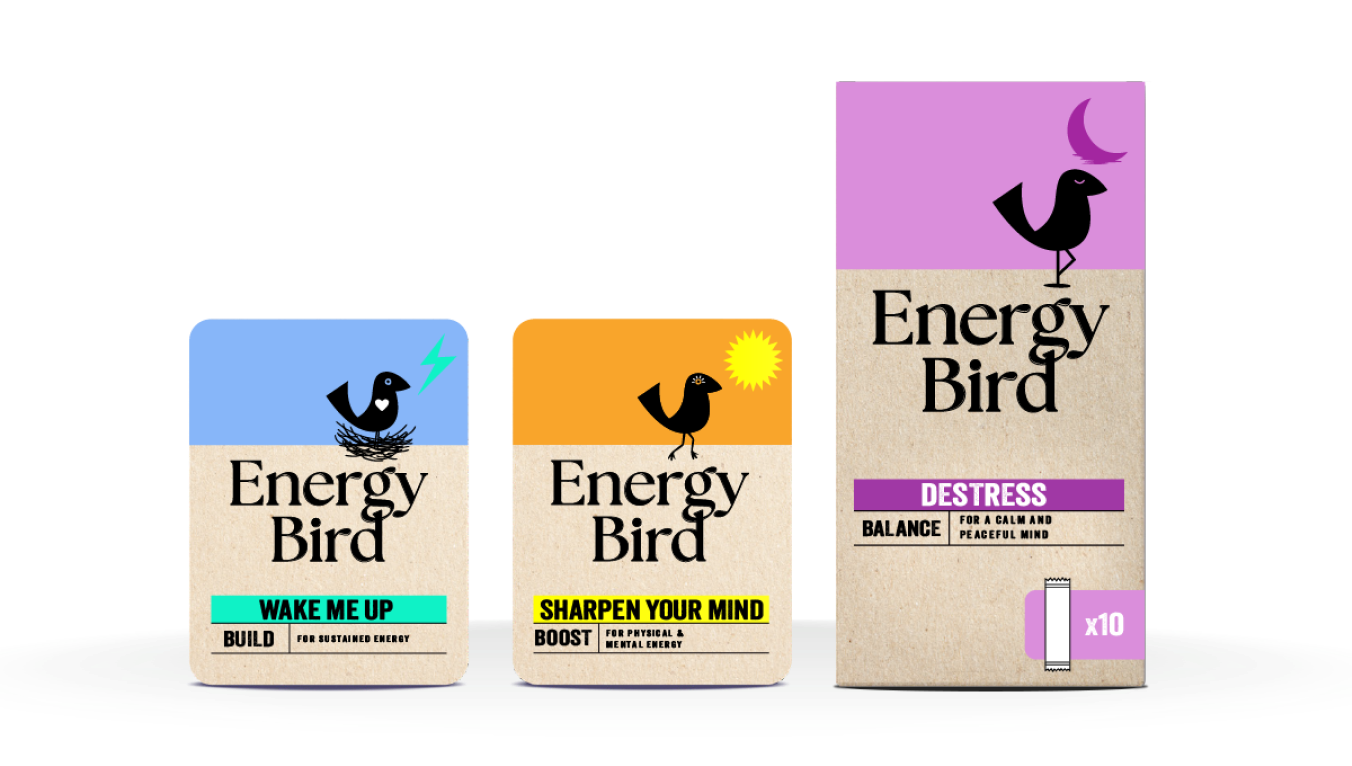 Energy
Bird
WAKE ME UP
BUILD
FOR SUSTAINED ENERGY
Energy
Bird
SHARPEN YOUR MIND
BOOST
FOR PHYSICAL &
MENTAL ENERGY
Energy
Bird
DESTRESS
BALANCE
FOR A CALM AND
PEACEFUL MIND
x10